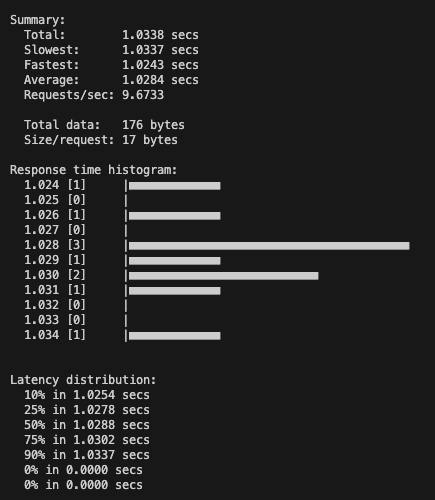 Summary:
  Total:        1.0338 secs
  Slowest:      1.0337 secs
  Fastest:      1.0243 secs
  Average:      1.0284 secs
  Requests/sec: 9.6733

  Total data:   176 bytes
  Size/request: 17 bytes

Response time histogram:
  1.024 [1]     |■■■■■■■■■■■■■
  1.025 [0]     |
  1.026 [1]     |■■■■■■■■■■■■■
  1.027 [0]     |
  1.028 [3]     |■■■■■■■■■■■■■■■■■■■■■■■■■■■■■■■■■■■■■■■■
  1.029 [1]     |■■■■■■■■■■■■■
  1.030 [2]     |■■■■■■■■■■■■■■■■■■■■■■■■■■■
  1.031 [1]     |■■■■■■■■■■■■■
  1.032 [0]     |
  1.033 [0]     |
  1.034 [1]     |■■■■■■■■■■■■■

Latency distribution:
  10% in 1.0254 secs
  25% in 1.0278 secs
  50% in 1.0288 secs
  75% in 1.0302 secs
  90% in 1.0337 secs
  0% in 0.0000 secs
  0% in 0.0000 secs